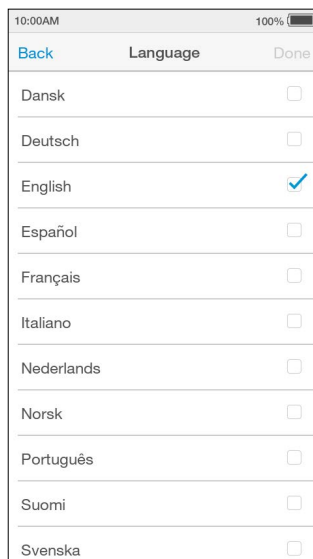 10:00AM 100%
Back Language Done
Dansk
Deutsch
English
Español
Français
Italiano
Nederlands
Norsk
Português
Suomi
Svenska